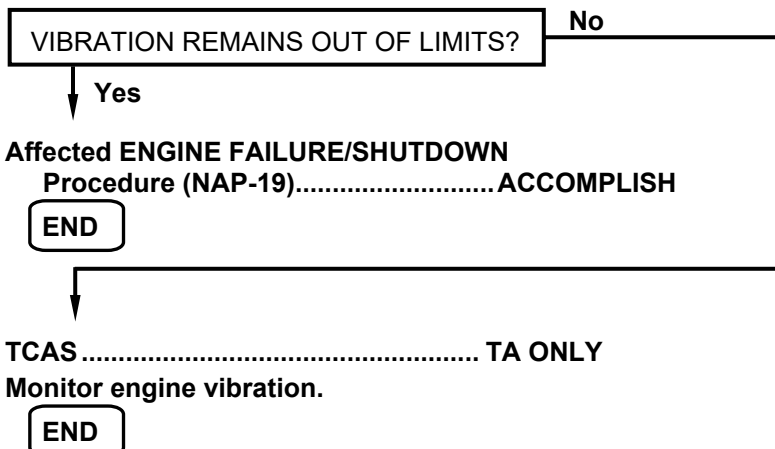 VIBRATION REMAINS OUT OF LIMITS?
No
Yes
Affected ENGINE FAILURE/SHUTDOWN
Procedure (NAP-19)...........................ACCOMPLISH
END
TCAS...................................................... TA ONLY
Monitor engine vibration.
END